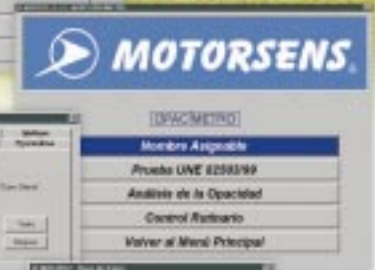 MOTORSENS
OPACIMETRO
Nombre Asignable
Prueba UNE 82503/99
Análisis de la Opacidad
Control Rutinario
Volver al Menú Principal